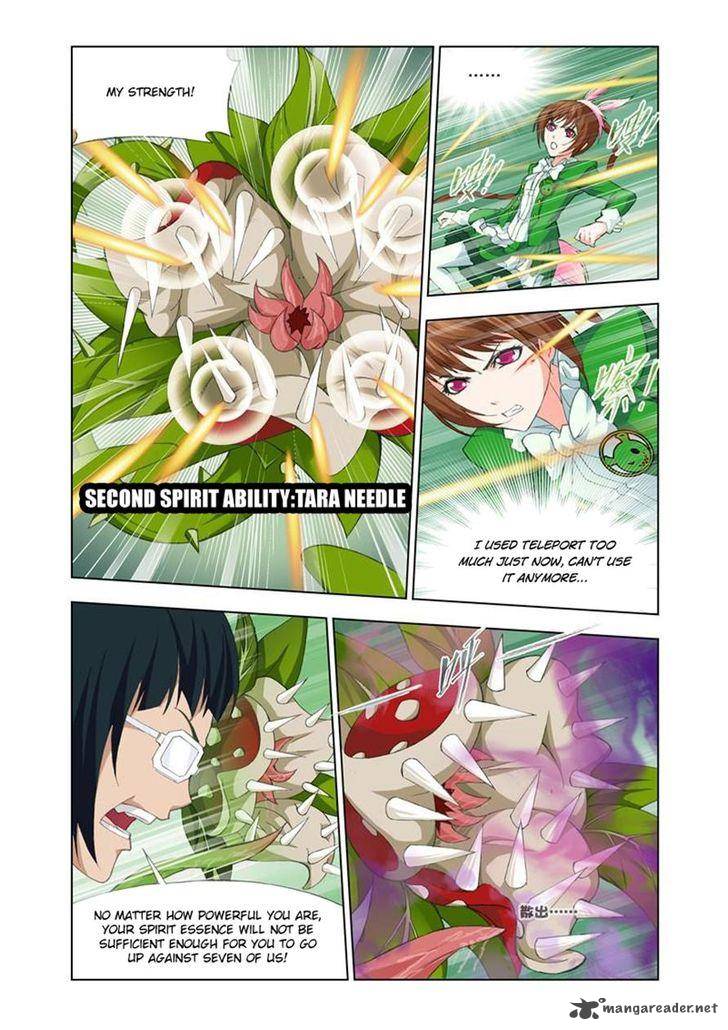 MY STRENGTH!
SECOND SPIRIT ABILITY:TARA NEEDLE
......
I USED TELEPORT TOO
MUCH JUST NOW, CAN'T USE
IT ANYMORE...
NO MATTER HOW POWERFUL YOU ARE,
YOUR SPIRIT ESSENCE WILL NOT BE
SUFFICIENT ENOUGH FOR YOU TO GO
UP AGAINST SEVEN OF US!
散出……
mangareader.net